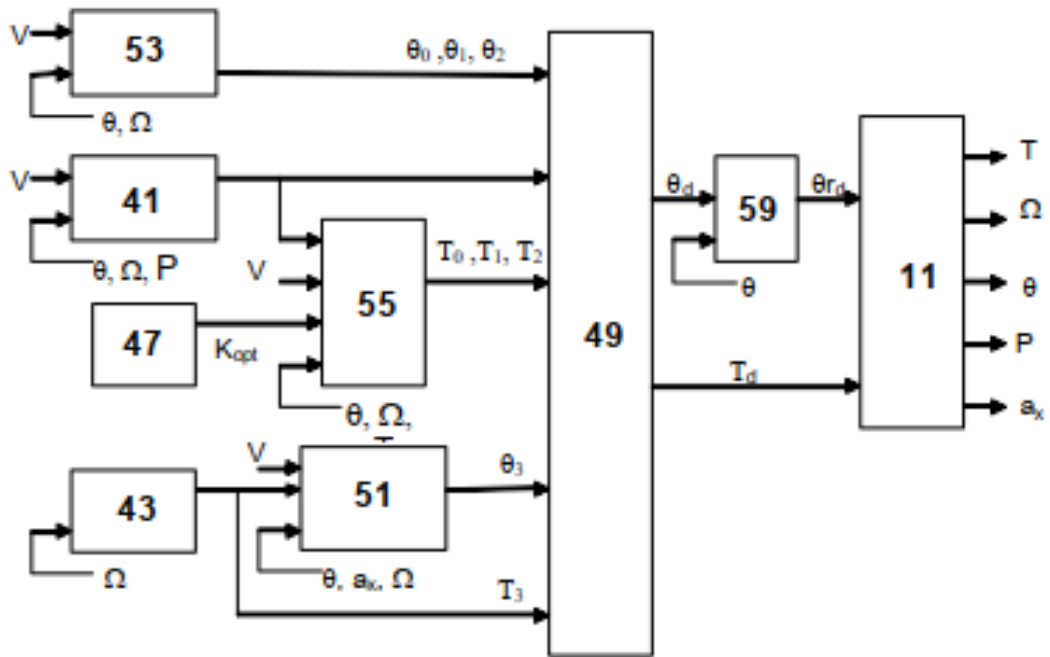 V
53
θ₀ ,θ₁, θ₂
θ, Ω
V
41
θ, Ω, P
T₀ ,T₁, T₂
V
55
47
Kₒₚₜ
θ, Ω,
49
θd
59
θrd
θ
Td
11
T
Ω
θ
P
aₓ
V
43
51
θ₃
Ω
θ, aₓ, Ω
T₃